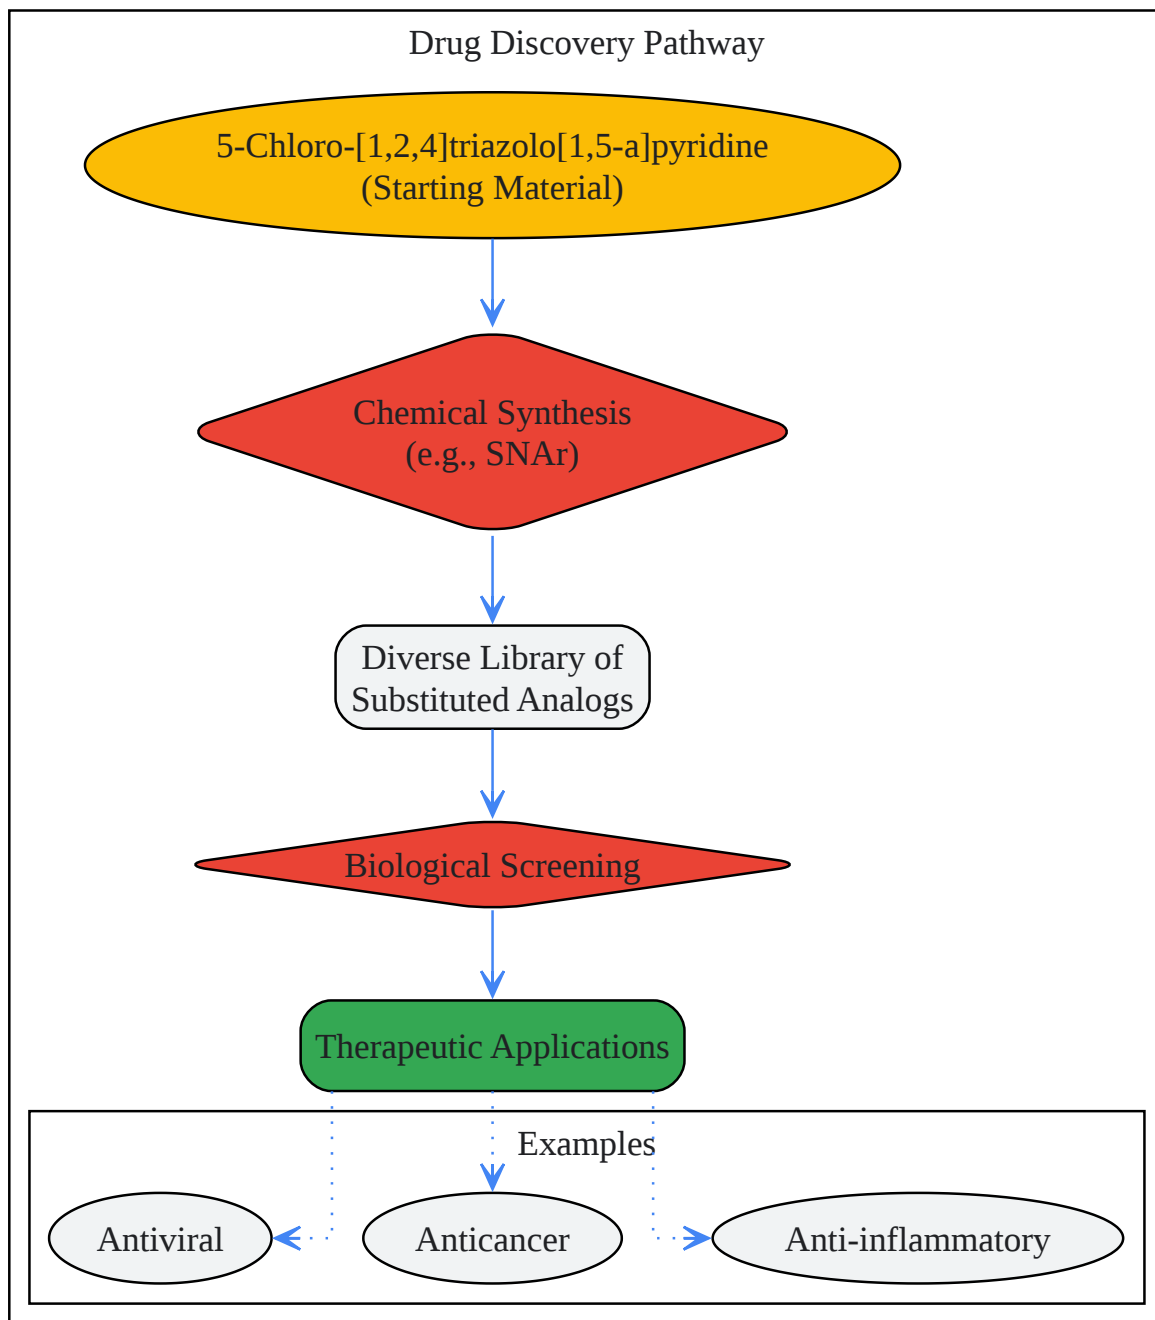 Drug Discovery Pathway
5-Chloro-[1,2,4]triazolo[1,5-a]pyridine
(Starting Material)
Chemical Synthesis
(e.g., SNAr)
Diverse Library of
Substituted Analogs
Biological Screening
Therapeutic Applications
Examples
Antiviral
Anticancer
Anti-inflammatory